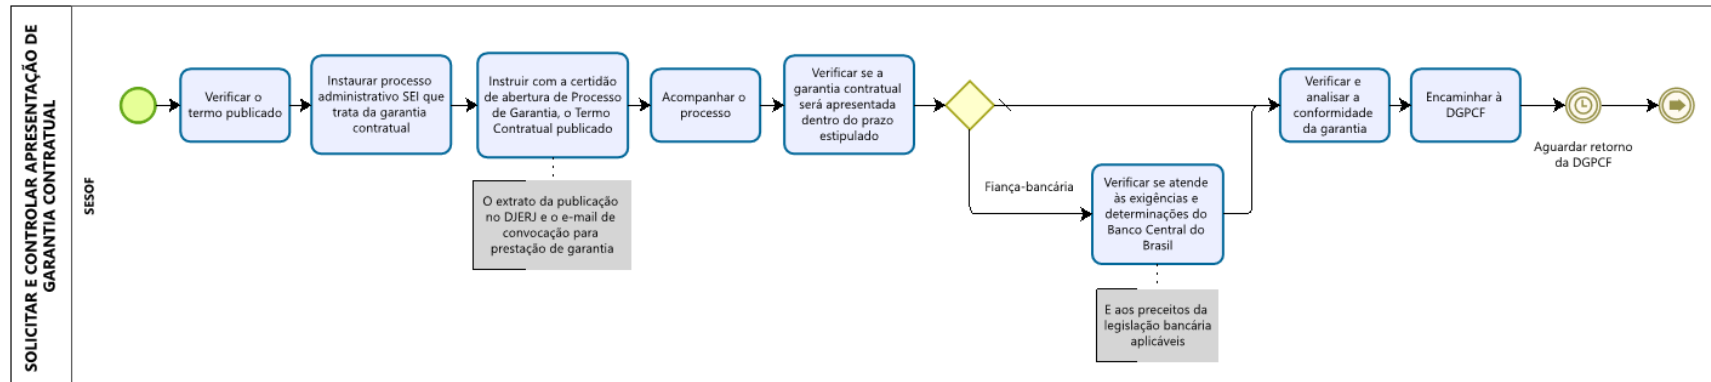 SOLICITAR E CONTROLAR APRESENTAÇÃO DE
GARANTIA CONTRATUAL
SESOF
Verificar o
termo publicado
Instaurar processo
administrativo SEI que
trata da garantia
contratual
Instruir com a certidão
de abertura de Processo
de Garantia, o Termo
Contratual publicado
O extrato da publicação
no DJERJ e o e-mail de
convocação para
prestação de garantia
Acompanhar o
processo
Verificar se a
garantia contratual
será apresentada
dentro do prazo
estipulado
Fiança-bancária
Verificar se atende
às exigências e
determinações do
Banco Central do
Brasil
E aos preceitos da
legislação bancária
aplicáveis
Verificar e
analisar a
conformidade
da garantia
Encaminhar à
DGPCF
Aguardar retorno
da DGPCF